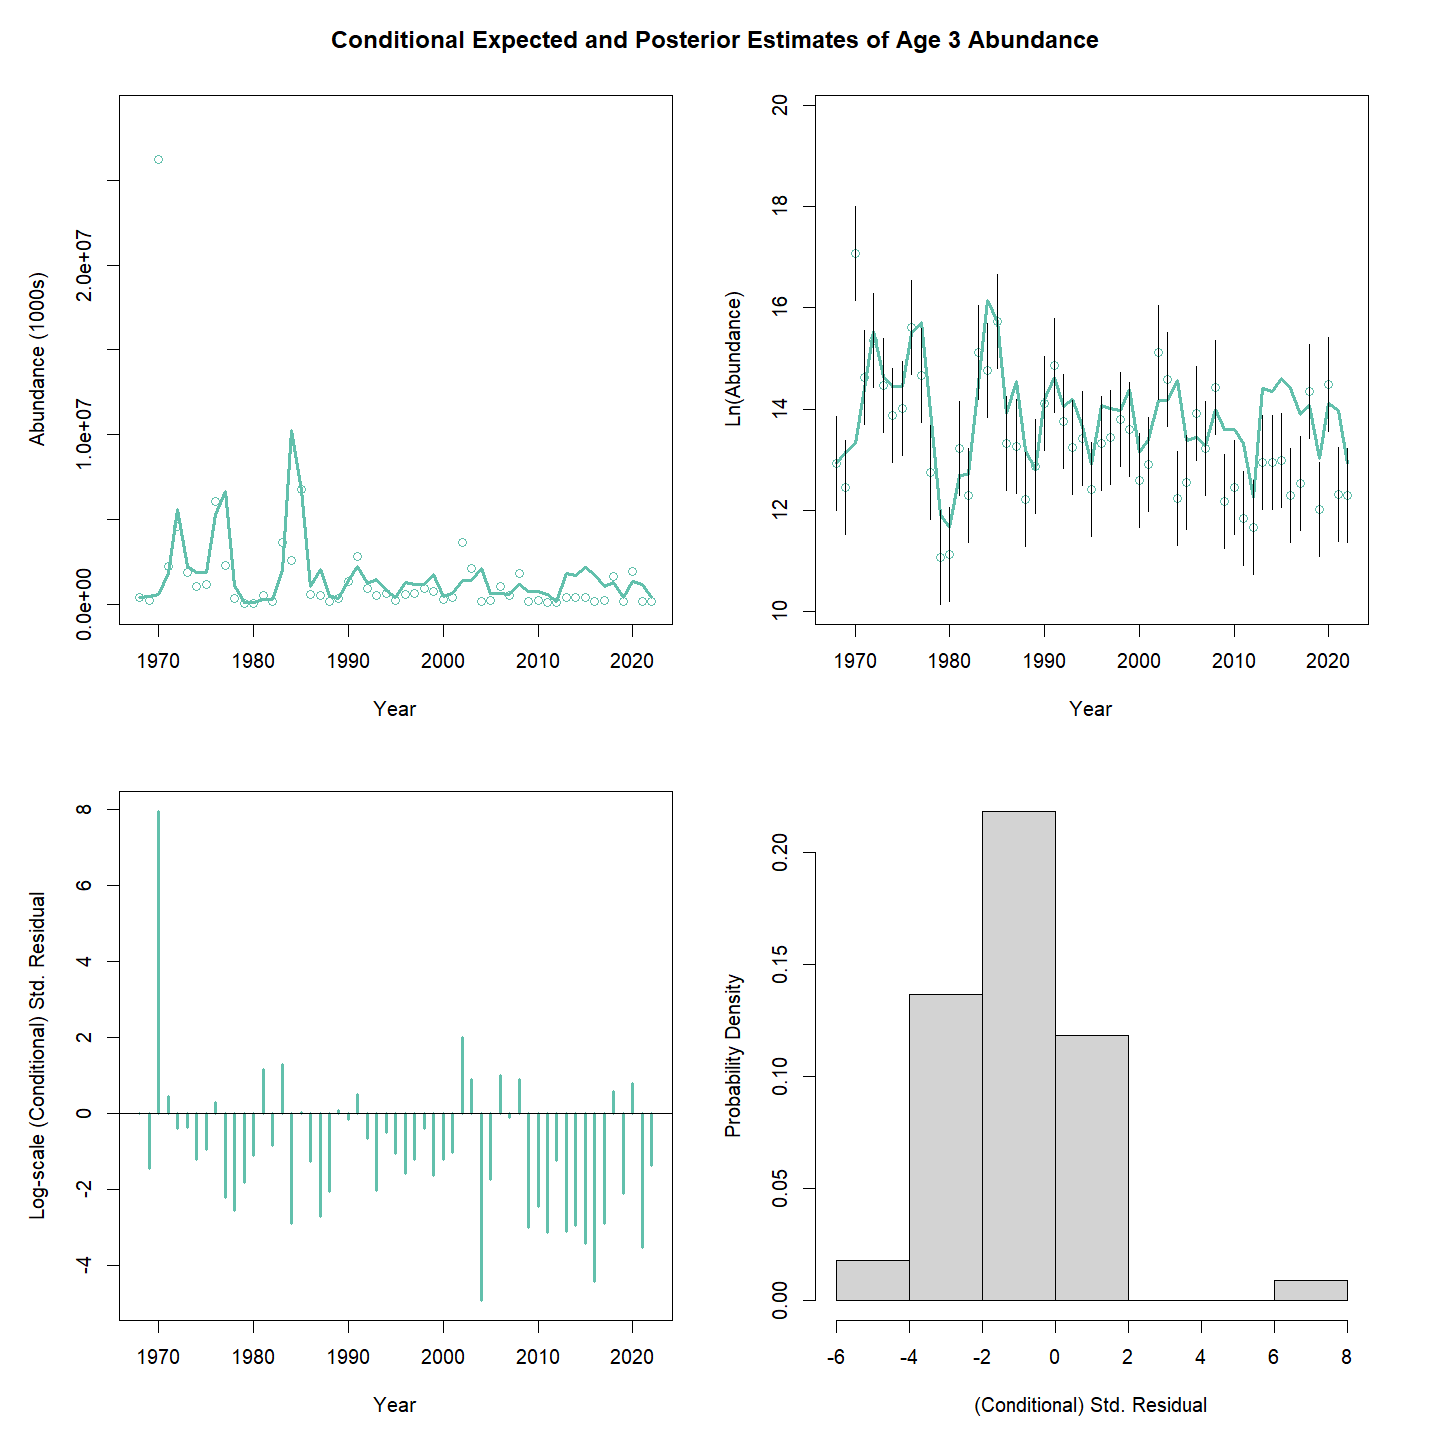 Conditional Expected and Posterior Estimates of Age 3 Abundance
Abundance (1000s)
0.0e+00 1.0e+07 2.0e+07
1970 1980 1990 2000 2010 2020
Year
Ln(Abundance)
10 12 14 16 18 20
1970 1980 1990 2000 2010 2020
Year
Log-scale (Conditional) Std. Residual
-4 -2 0 2 4 6 8
1970 1980 1990 2000 2010 2020
Year
Probability Density
0.00 0.05 0.10 0.15 0.20
-6 -4 -2 0 2 4 6 8
(Conditional) Std. Residual